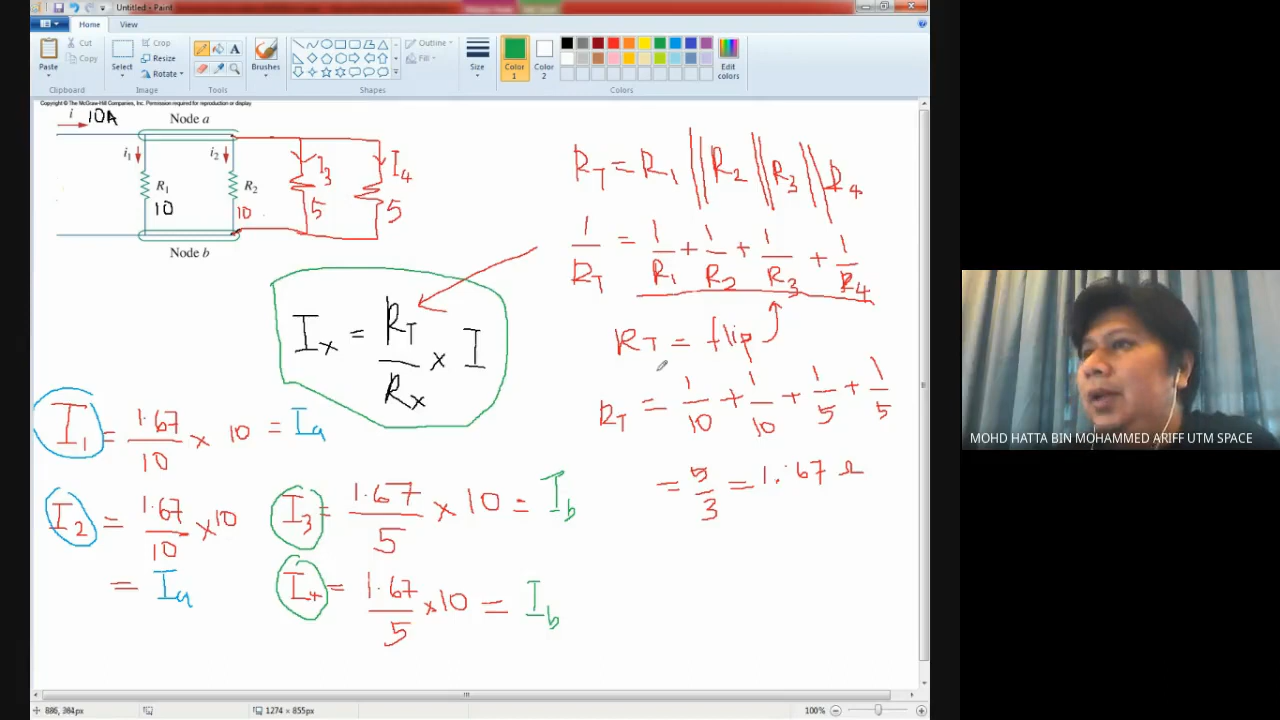 Untitled - Paint
Home View
Paste
Cut
Copy
Clipboard
Select
Crop
Resize
Rotate
Image
Tools
Brushes
Shapes
Outline
Fill
Size
Color 1
Color 2
Edit colors
Colors
Copyright © The McGraw-Hill Companies, Inc. Permission required for reproduction or display
i 10A
Node a
i1 i2 I3 I4
R1 R2
10 10 5 5
Node b
RT = R1 || R2 || R3 || R4
1/RT = 1/R1 + 1/R2 + 1/R3 + 1/R4
RT = flip
Ix = RT/Rx × I
RT = 1/10 + 1/10 + 1/5 + 1/5
= 5/3 = 1.67 Ω
I1 = 1.67/10 × 10 = Ia
I2 = 1.67/10 × 10
= Ia
I3 = 1.67/5 × 10 = Ib
I4 = 1.67/5 × 10 = Ib
MOHD HATTA BIN MOHAMMED ARIFF UTM SPACE
886, 384px
1274 × 855px
100%